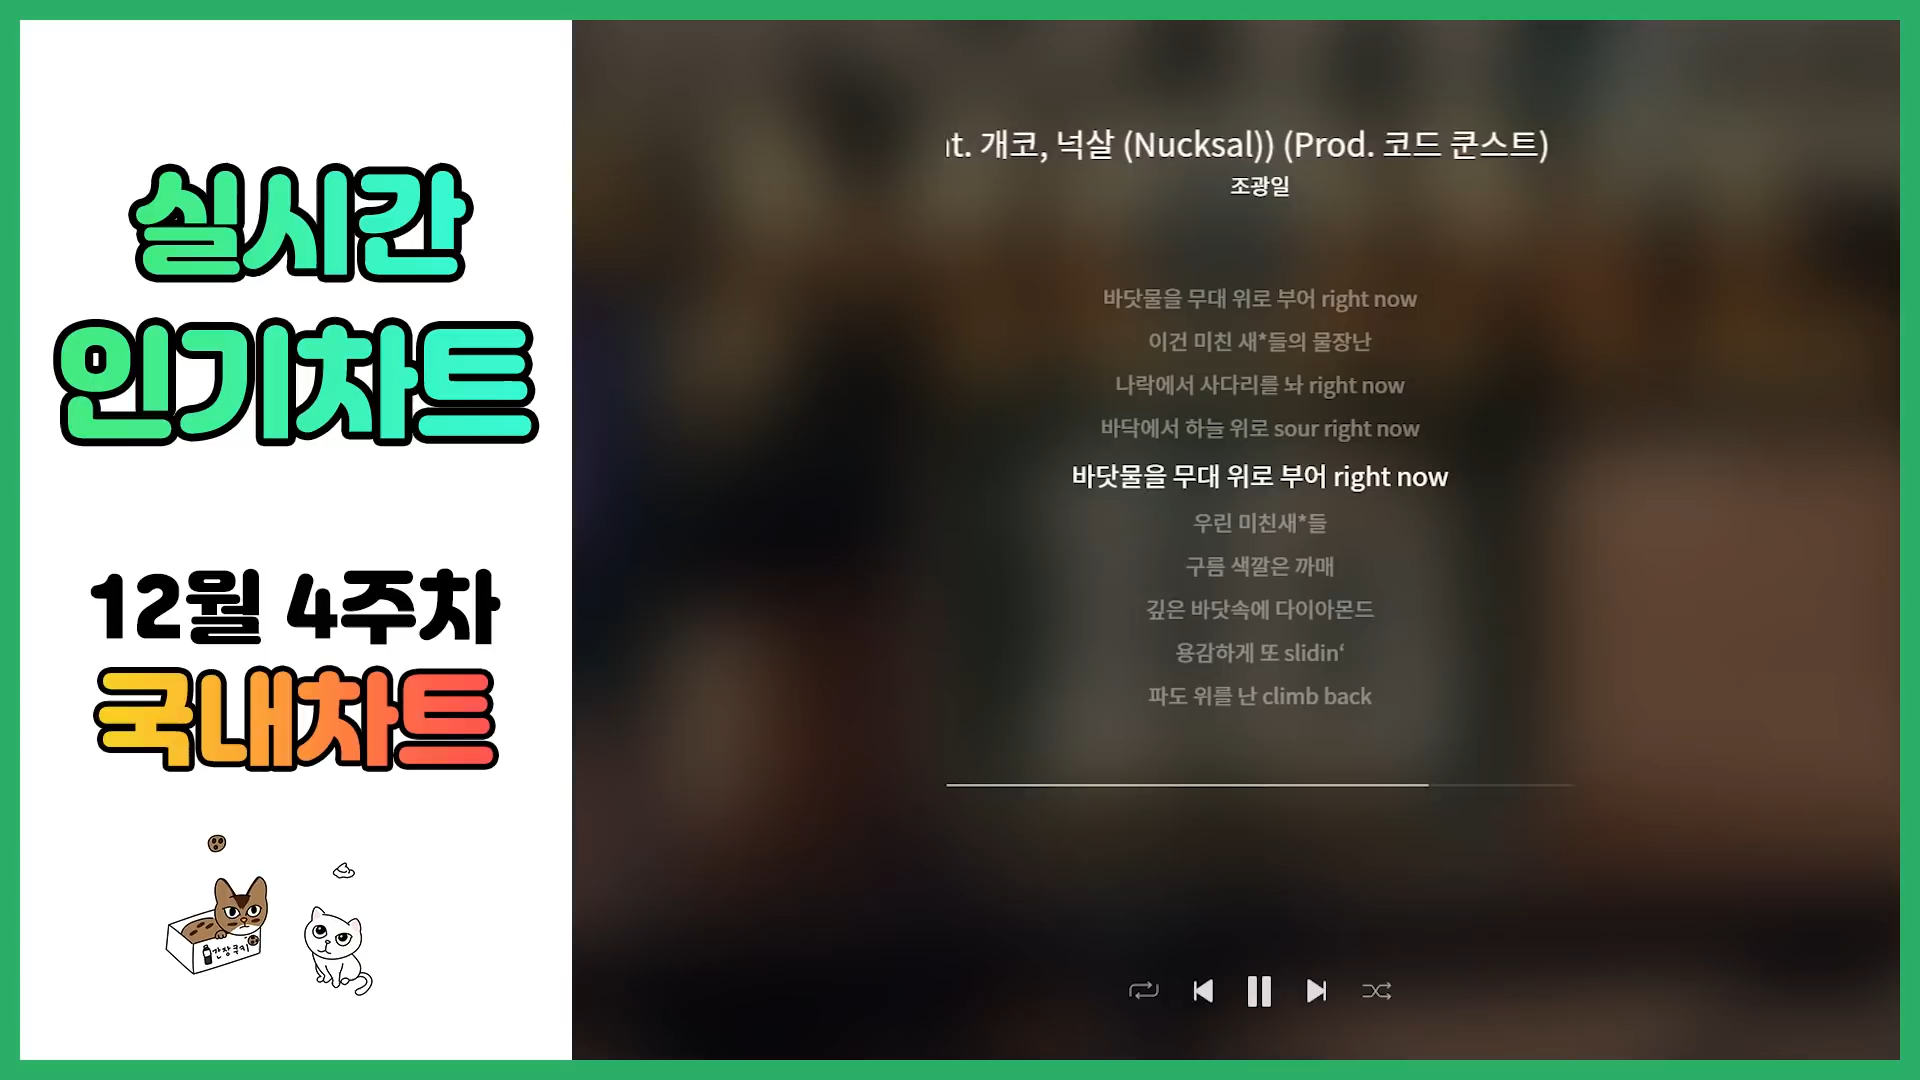 실시간
인기차트
12월 4주차
국내차트
간장쿠키
t. 개코, 넉살 (Nucksal)) (Prod. 코드 쿤스트)
조광일
바닷물을 무대 위로 부어 right now
이건 미친 새*들의 물장난
나락에서 사다리를 놔 right now
바닥에서 하늘 위로 sour right now
바닷물을 무대 위로 부어 right now
우린 미친새*들
구름 색깔은 까매
깊은 바닷속에 다이아몬드
용감하게 또 slidin‘
파도 위를 난 climb back